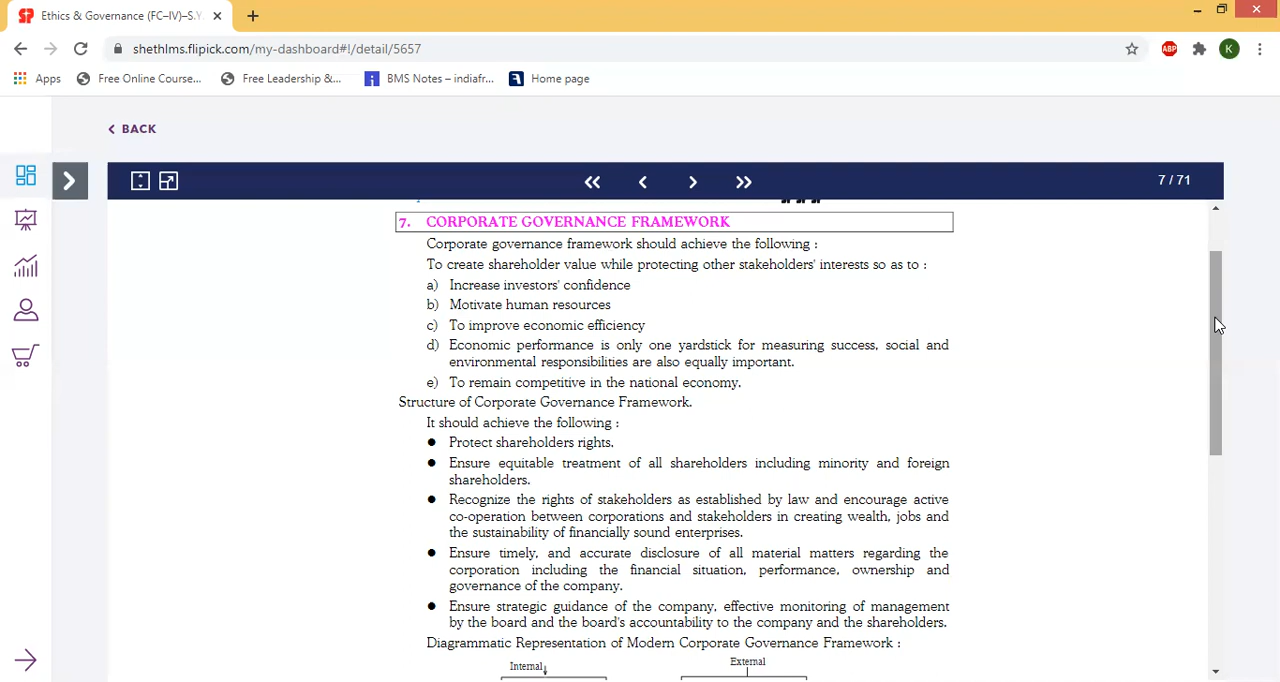 Ethics & Governance (FC–IV)–S.Y.
shethlms.flipick.com/my-dashboard#!/detail/5657
ABP
K
Apps
Free Online Course...
Free Leadership &...
BMS Notes – indiafr...
Home page
BACK
7 / 71
7. CORPORATE GOVERNANCE FRAMEWORK
Corporate governance framework should achieve the following :
To create shareholder value while protecting other stakeholders' interests so as to :
a) Increase investors' confidence
b) Motivate human resources
c) To improve economic efficiency
d) Economic performance is only one yardstick for measuring success, social and
environmental responsibilities are also equally important.
e) To remain competitive in the national economy.
Structure of Corporate Governance Framework.
It should achieve the following :
● Protect shareholders rights.
● Ensure equitable treatment of all shareholders including minority and foreign
shareholders.
● Recognize the rights of stakeholders as established by law and encourage active
co-operation between corporations and stakeholders in creating wealth, jobs and
the sustainability of financially sound enterprises.
● Ensure timely, and accurate disclosure of all material matters regarding the
corporation including the financial situation, performance, ownership and
governance of the company.
● Ensure strategic guidance of the company, effective monitoring of management
by the board and the board's accountability to the company and the shareholders.
Diagrammatic Representation of Modern Corporate Governance Framework :
Internal
External